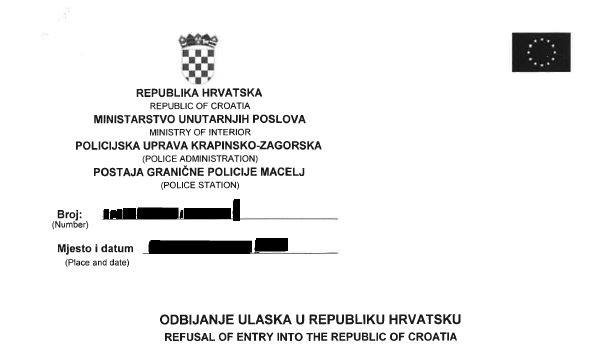 REPUBLIKA HRVATSKA
REPUBLIC OF CROATIA
MINISTARSTVO UNUTARNJIH POSLOVA
MINISTRY OF INTERIOR
POLICIJSKA UPRAVA KRAPINSKO-ZAGORSKA
(POLICE ADMINISTRATION)
POSTAJA GRANIČNE POLICIJE MACELJ
(POLICE STATION)
Broj:
(Number)
Mjesto i datum
(Place and date)
ODBIJANJE ULASKA U REPUBLIKU HRVATSKU
REFUSAL OF ENTRY INTO THE REPUBLIC OF CROATIA